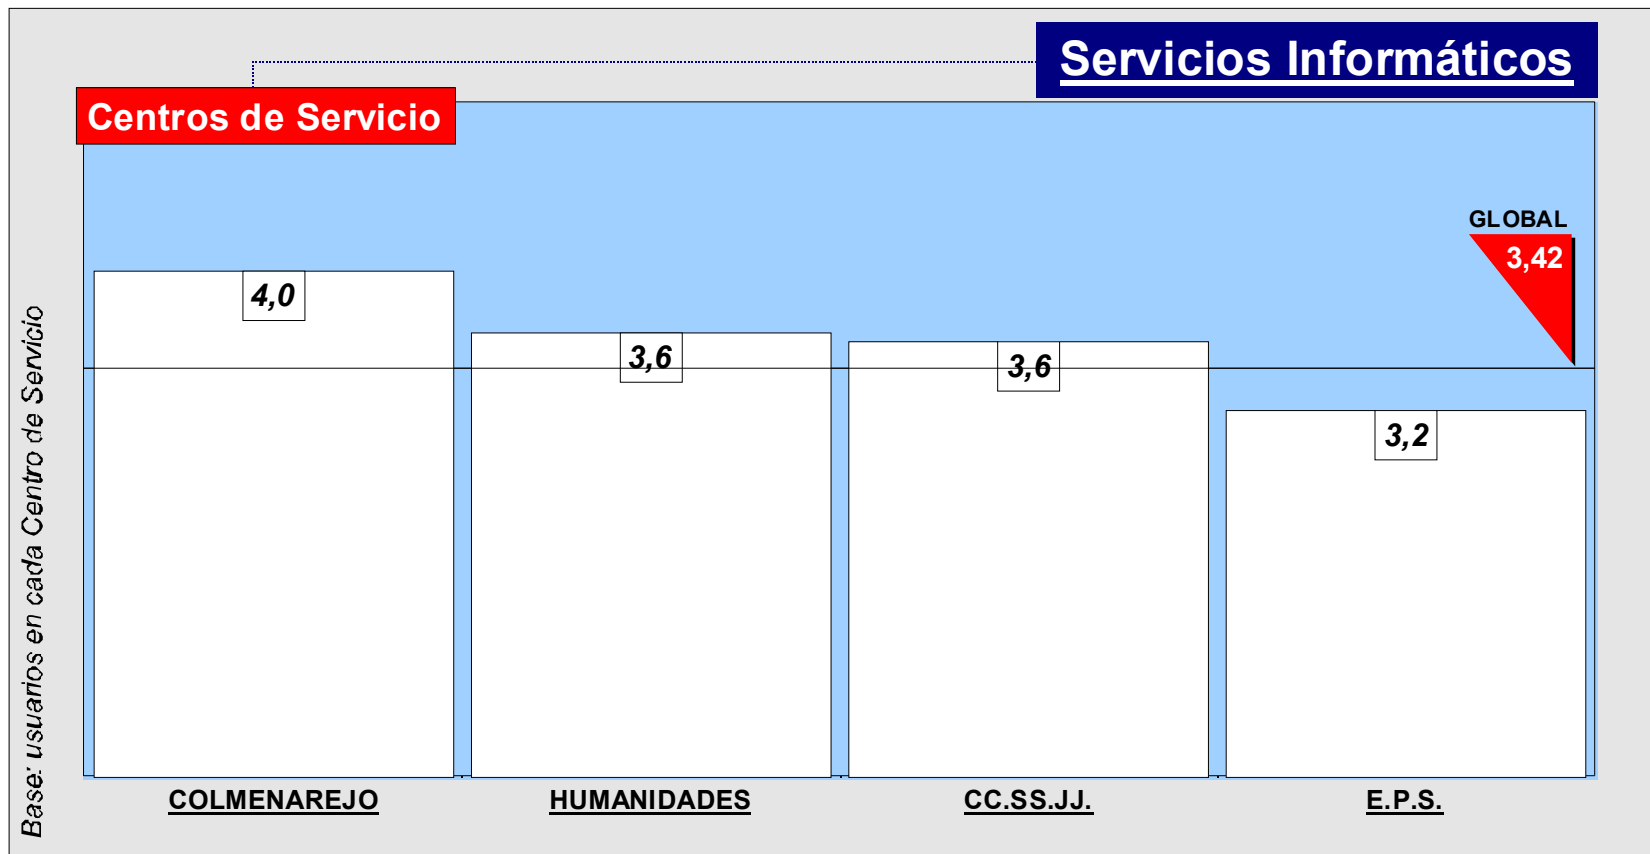 Servicios Informáticos
Centros de Servicio
GLOBAL
3,42
4,0
3,6
3,6
3,2
Base: usuarios en cada Centro de Servicio
COLMENAREJO
HUMANIDADES
CC.SS.JJ.
E.P.S.